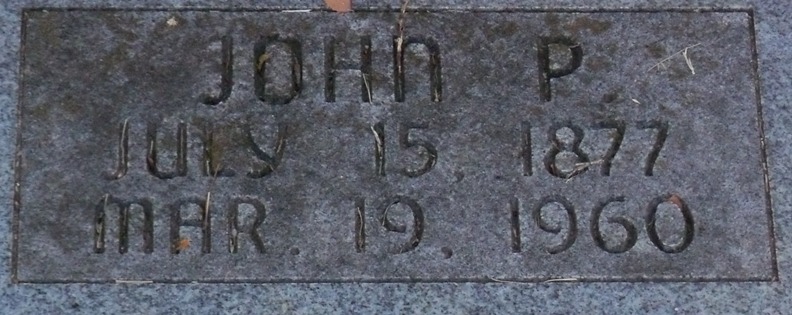 JOHN P.
JULY 15, 1877
MAR. 19, 1960